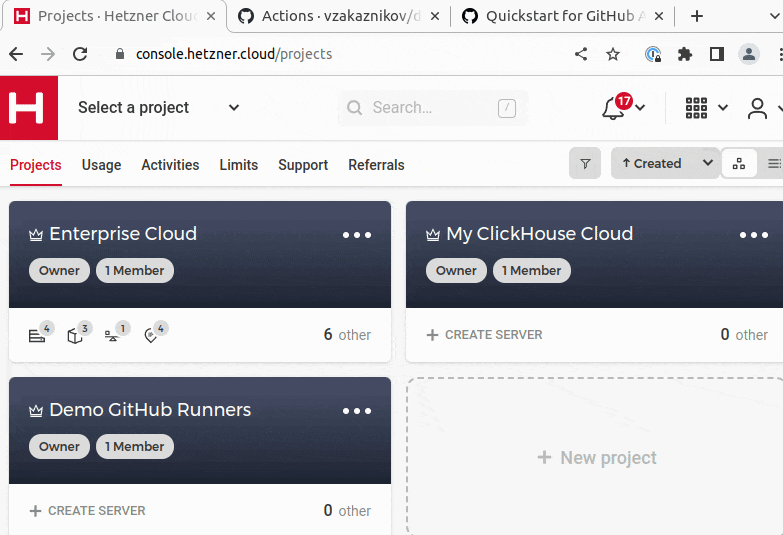 Projects · Hetzner Clou
Actions · vzakaznikov/d
Quickstart for GitHub A
console.hetzner.cloud/projects
H
Select a project
Search...
/
17
Projects Usage Activities Limits Support Referrals
Created
Enterprise Cloud
Owner 1 Member
4 3 1 4
6 other
My ClickHouse Cloud
Owner 1 Member
CREATE SERVER
0 other
Demo GitHub Runners
Owner 1 Member
CREATE SERVER
0 other
New project